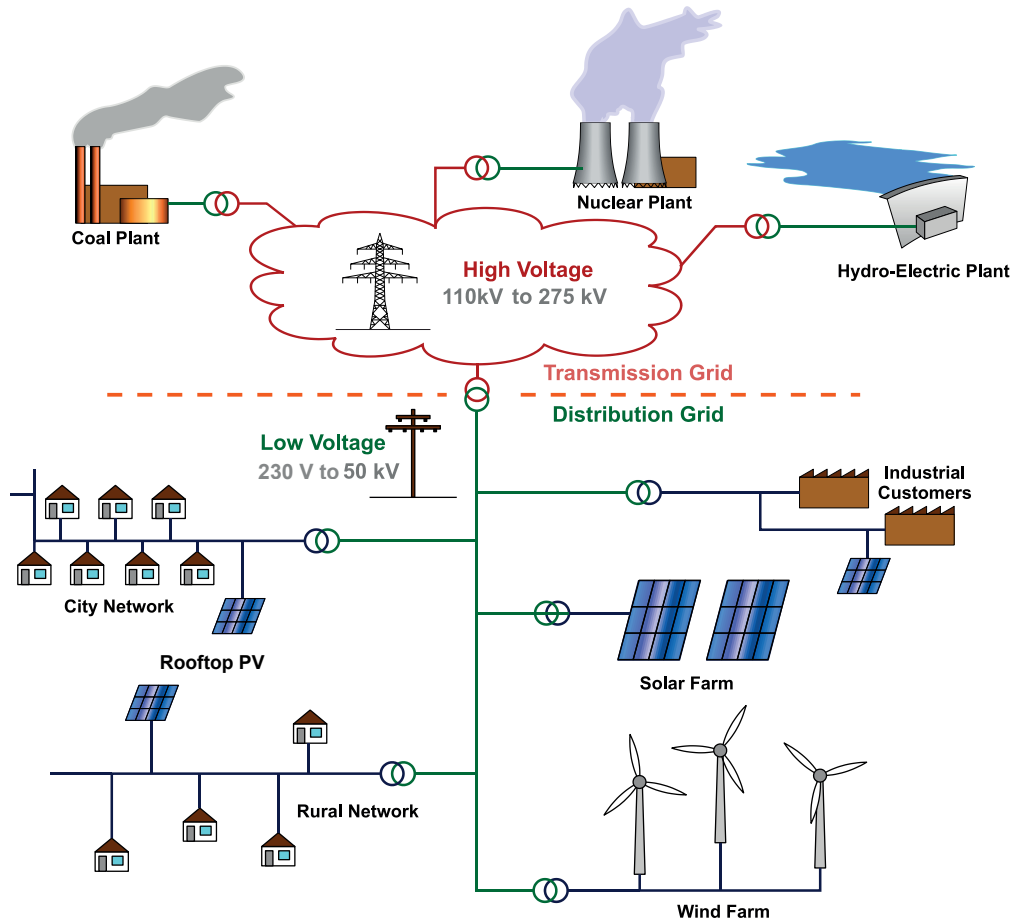 Coal Plant
Nuclear Plant
Hydro-Electric Plant
High Voltage
110kV to 275 kV
Transmission Grid
Distribution Grid
Low Voltage
230 V to 50 kV
Industrial
Customers
City Network
Rooftop PV
Solar Farm
Rural Network
Wind Farm